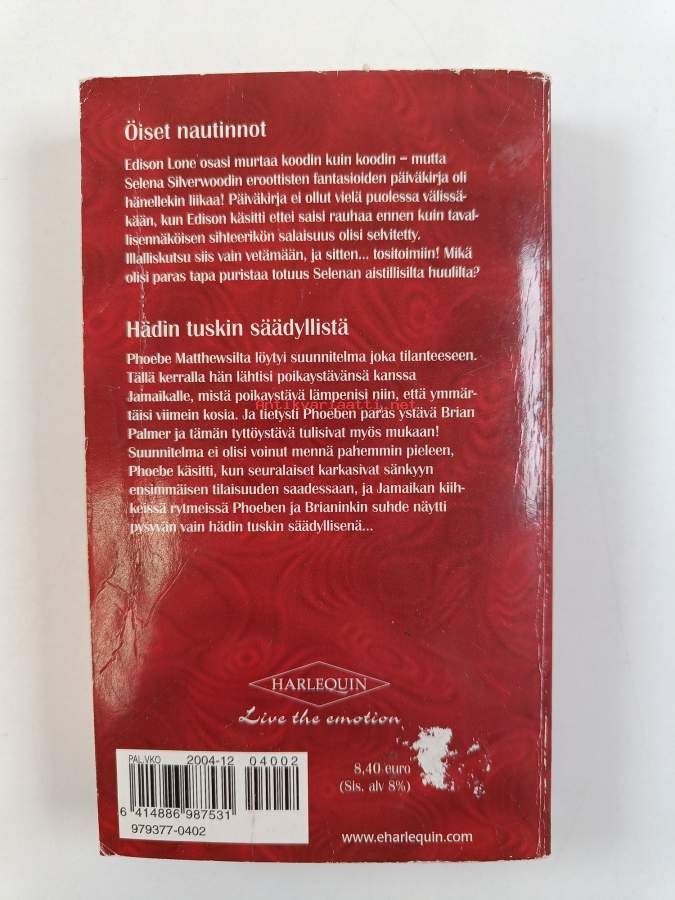 Öiset nautinnot
Edison Lone osasi murtaa koodin kuin koodin – mutta
Selena Silverwoodin eroottisten fantasioiden päiväkirja oli
hänellekin liikaa! Päiväkirja ei ollut vielä puolessa välissä-
kään, kun Edison käsitti ettei saisi rauhaa ennen kuin taval-
lisennäköisen sihteerikön salaisuus olisi selvitetty.
Illalliskutsu siis vain vetämään, ja sitten... tositoimiin! Mikä
olisi paras tapa puristaa totuus Selenan aistillisilta huulilta?
Hädin tuskin säädyllistä
Phoebe Matthewsilta löytyi suunnitelma joka tilanteeseen.
Tällä kerralla hän lähtisi poikaystävänsä kanssa
Jamaikalle, mistä poikaystävä lämpenisi niin, että ymmär-
täisi viimein kosia. Ja tietysti Phoeben paras ystävä Brian
Antikvariaatti.net
Palmer ja tämän tyttöystävä tulisivat myös mukaan!
Suunnitelma ei olisi voinut mennä pahemmin pieleen,
Phoebe käsitti, kun seuralaiset karkasivat sänkyyn
ensimmäisen tilaisuuden saadessaan, ja Jamaikan kiih-
keissä rytmeissä Phoeben ja Brianinkin suhde näytti
pysyvän vain hädin tuskin säädyllisenä...
HARLEQUIN
Live the emotion
PAL.VKO 2004-12 04002
6 414886 987531
979377-0402
8,40 euro
(Sis. alv 8%)
www.eharlequin.com